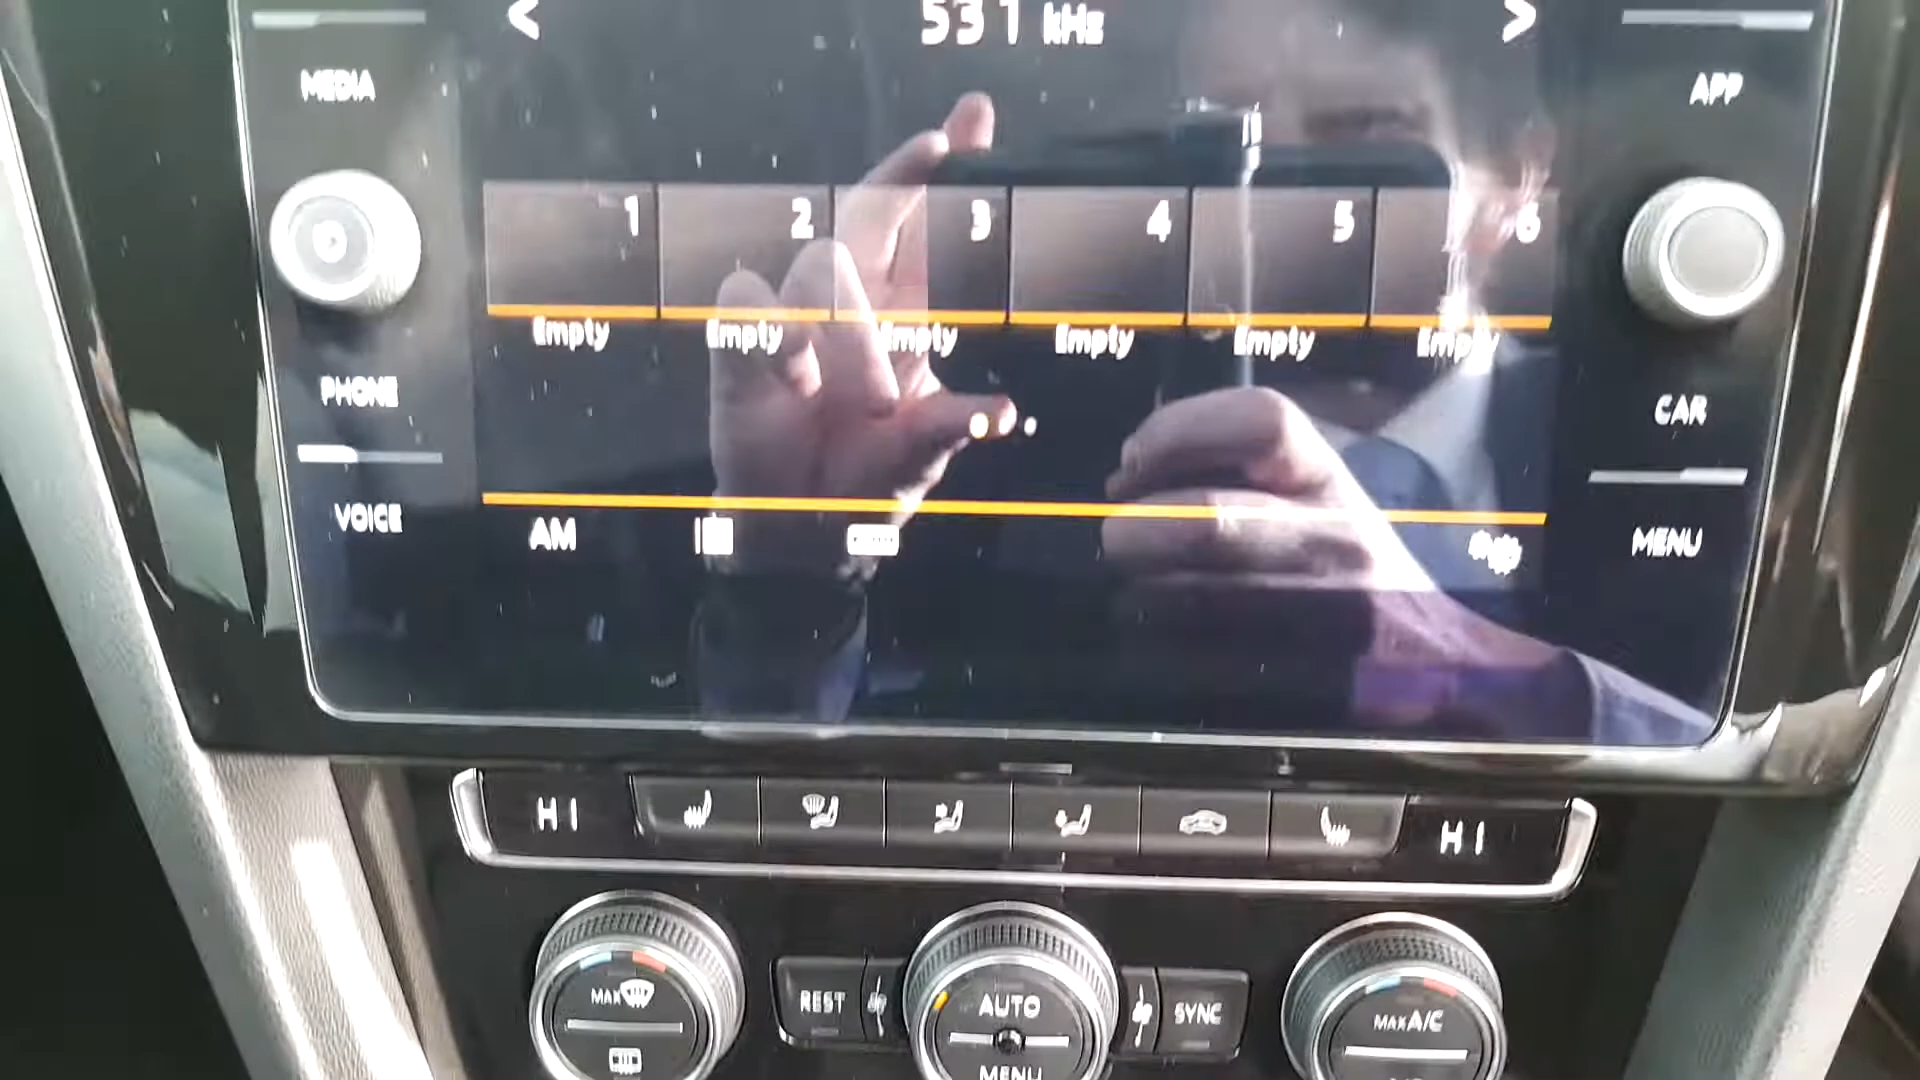 < 531 kHz >
MEDIA
APP
1 2 3 4 5 6
Empty Empty Empty Empty Empty Empty
PHONE
CAR
VOICE
AM
MENU
HI
HI
MAX
REST
AUTO
SYNC
MAX A/C
MENU